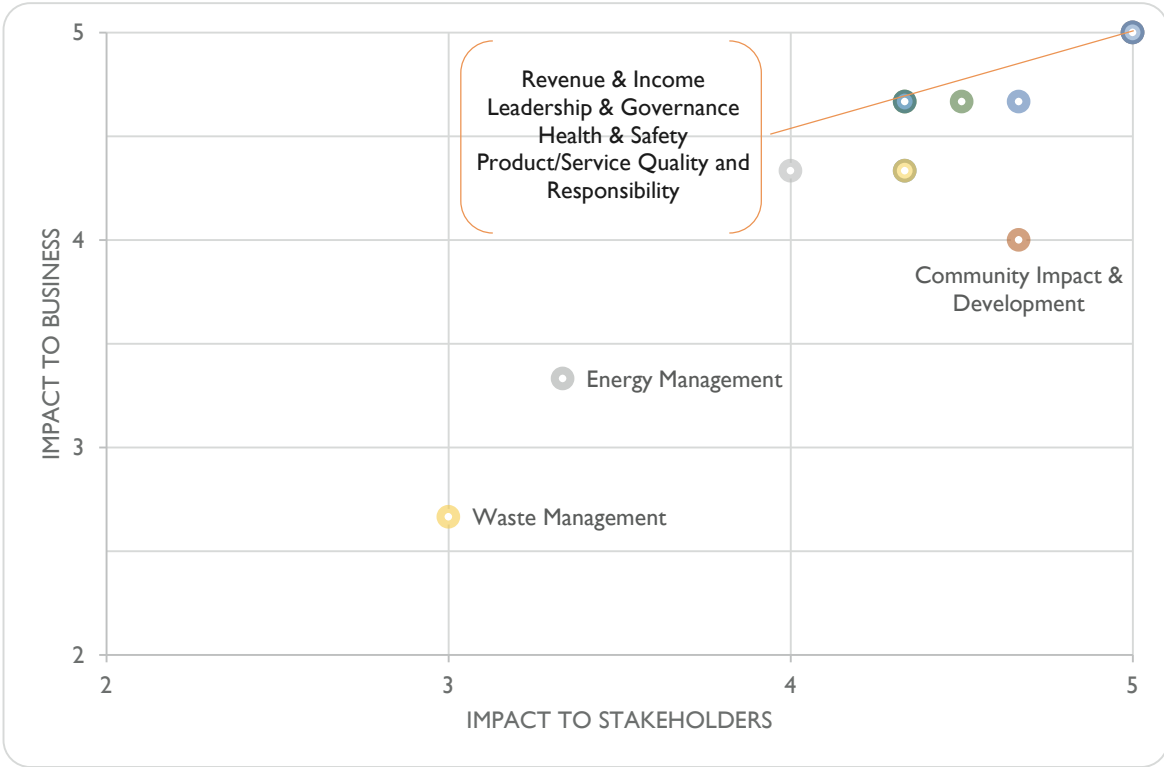 5
Revenue & Income
Leadership & Governance
Health & Safety
Product/Service Quality and
Responsibility
4
Community Impact &
Development
IMPACT TO BUSINESS
Energy Management
3
Waste Management
2
2
3
4
5
IMPACT TO STAKEHOLDERS